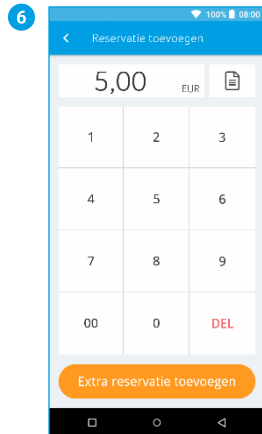 6
100% 08:00
Reservatie toevoegen
5,00 EUR
1 2 3
4 5 6
7 8 9
00 0 DEL
Extra reservatie toevoegen